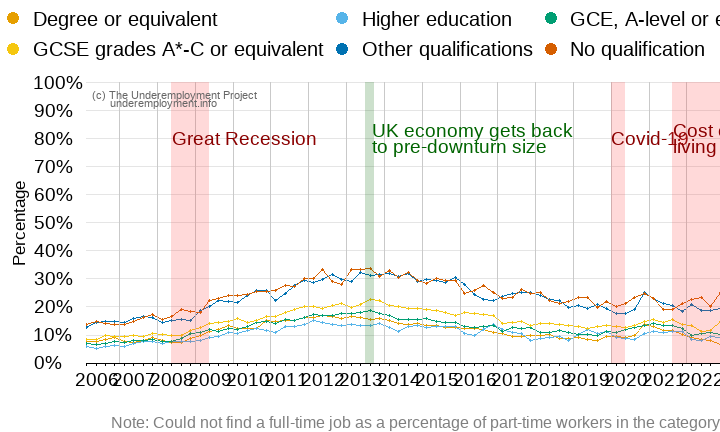 Degree or equivalent
Higher education
GCE, A-level or e
GCSE grades A*-C or equivalent
Other qualifications
No qualification
100%
90%
80%
70%
60%
50%
40%
30%
20%
10%
0%
Percentage
(c) The Underemployment Project
underemployment.info
Great Recession
UK economy gets back
to pre-downturn size
Covid-19
Cost o
living
2006 2007 2008 2009 2010 2011 2012 2013 2014 2015 2016 2017 2018 2019 2020 2021 2022
Note: Could not find a full-time job as a percentage of part-time workers in the category